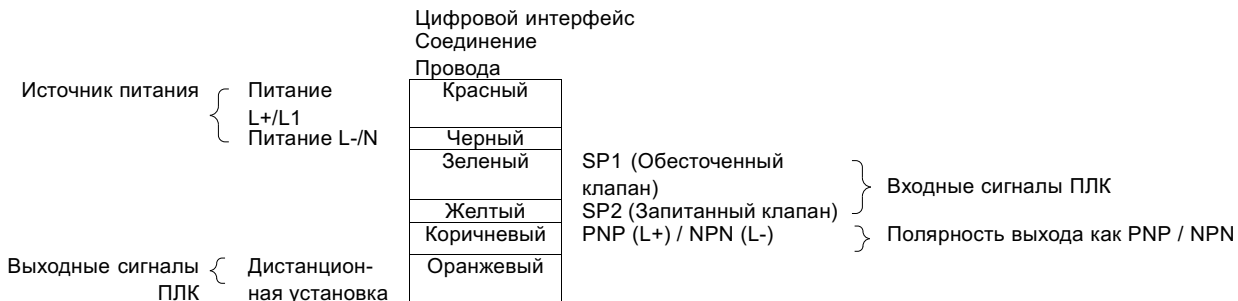 Цифровой интерфейс
Соединение
Провода
Источник питания Питание Красный
L+/L1
Питание L-/N Черный
Зеленый SP1 (Обесточенный
клапан) Входные сигналы ПЛК
Желтый SP2 (Запитанный клапан)
Коричневый PNP (L+) / NPN (L-) Полярность выхода как PNP / NPN
Выходные сигналы Дистанцион- Оранжевый
ПЛК ная установка